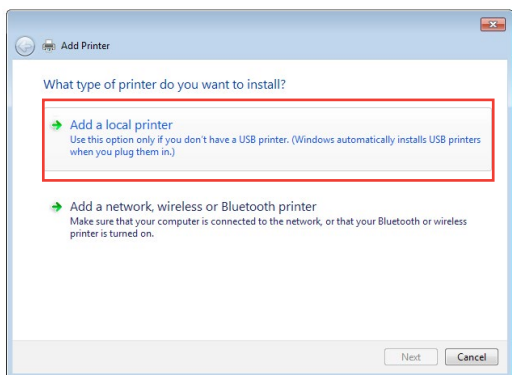 Add Printer
What type of printer do you want to install?
Add a local printer
Use this option only if you don't have a USB printer. (Windows automatically installs USB printers
when you plug them in.)
Add a network, wireless or Bluetooth printer
Make sure that your computer is connected to the network, or that your Bluetooth or wireless
printer is turned on.
Next Cancel